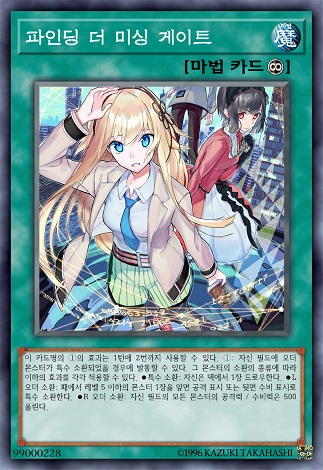 파인딩 더 미싱 게이트
魔
[마법 카드]
이 카드명의 ①의 효과는 1턴에 2번까지 사용할 수 있다. ①: 자신 필드에 오더
몬스터가 특수 소환되었을 경우에 발동할 수 있다. 그 몬스터의 소환의 종류에 따라
이하의 효과를 각각 적용할 수 있다. ●특수 소환: 자신은 덱에서 1장 드로우한다. ●L
오더 소환: 패에서 레벨 5 이하의 몬스터 1장을 앞면 공격 표시 또는 뒷면 수비 표시로
특수 소환한다. ●R 오더 소환: 자신 필드의 모든 몬스터의 공격력 / 수비력은 500
올린다.
99000228
©1996 KAZUKI TAKAHASHI